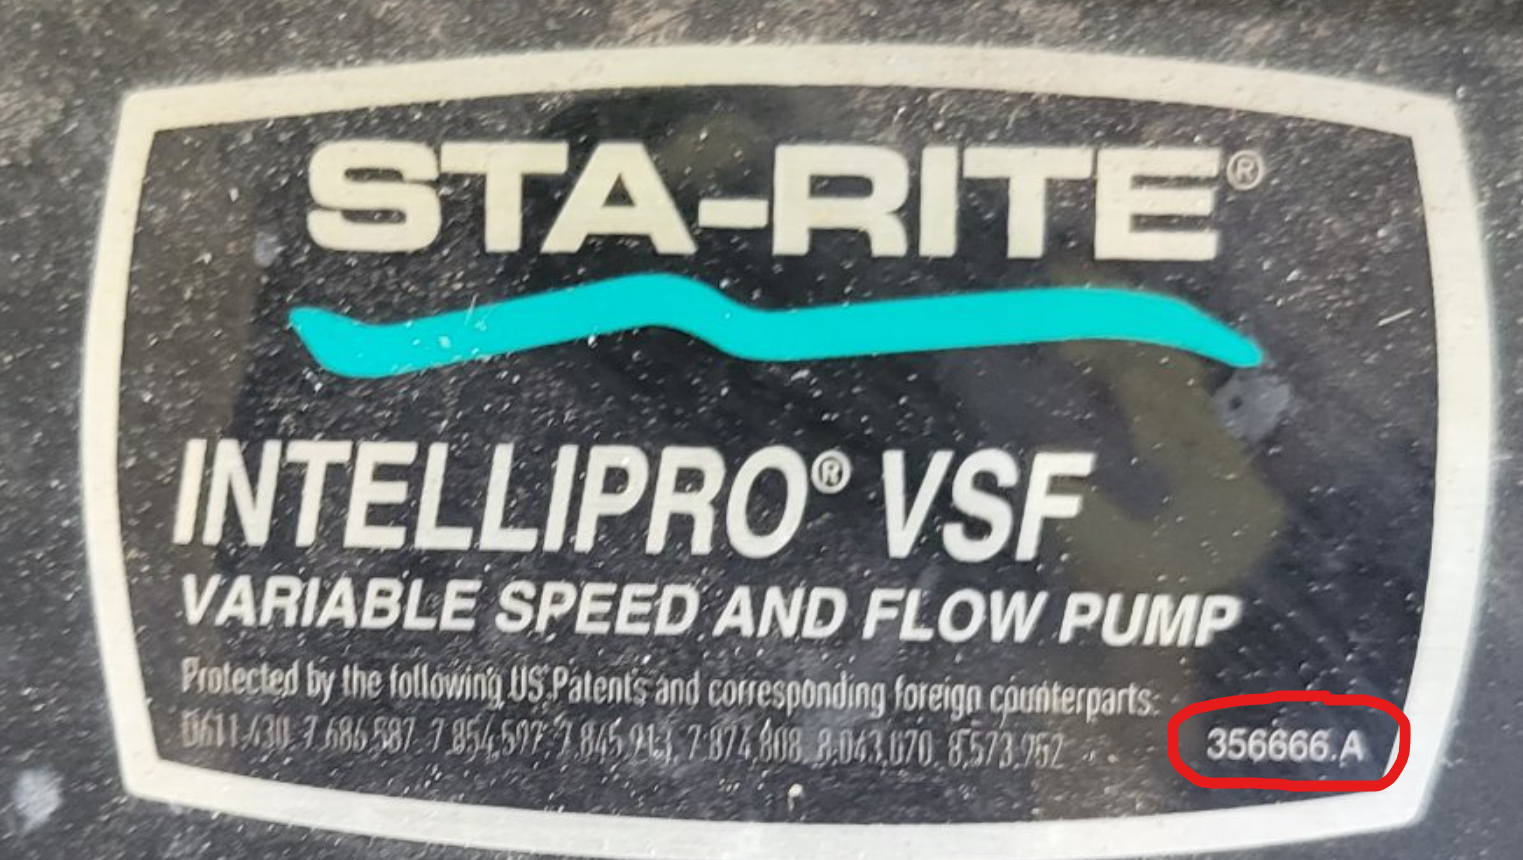 STA-RITE®
INTELLIPRO® VSF
VARIABLE SPEED AND FLOW PUMP
Protected by the following US Patents and corresponding foreign counterparts:
D611,430 7,686,587 7,854,597 7,845,913, 7,874,808 8,043,070 8,573,952 356666.A